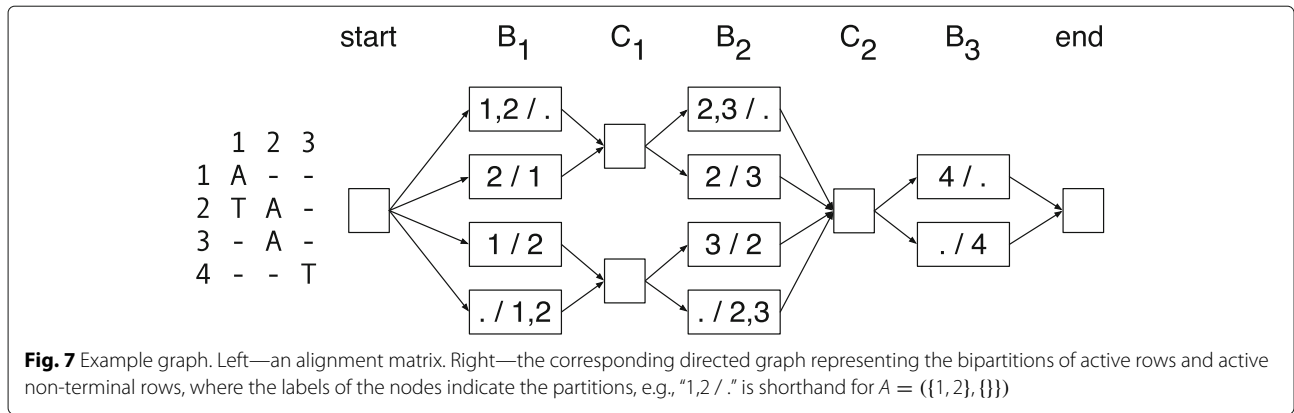 start B₁ C₁ B₂ C₂ B₃ end
1,2 / . 2,3 / .
1 2 3
1 A - -
2 T A -
3 - A -
4 - - T
2 / 1 2 / 3 4 / .
1 / 2 3 / 2 . / 4
. / 1,2 . / 2,3
Fig. 7 Example graph. Left—an alignment matrix. Right—the corresponding directed graph representing the bipartitions of active rows and active
non-terminal rows, where the labels of the nodes indicate the partitions, e.g., “1,2 / .” is shorthand for A = ({1, 2}, {})